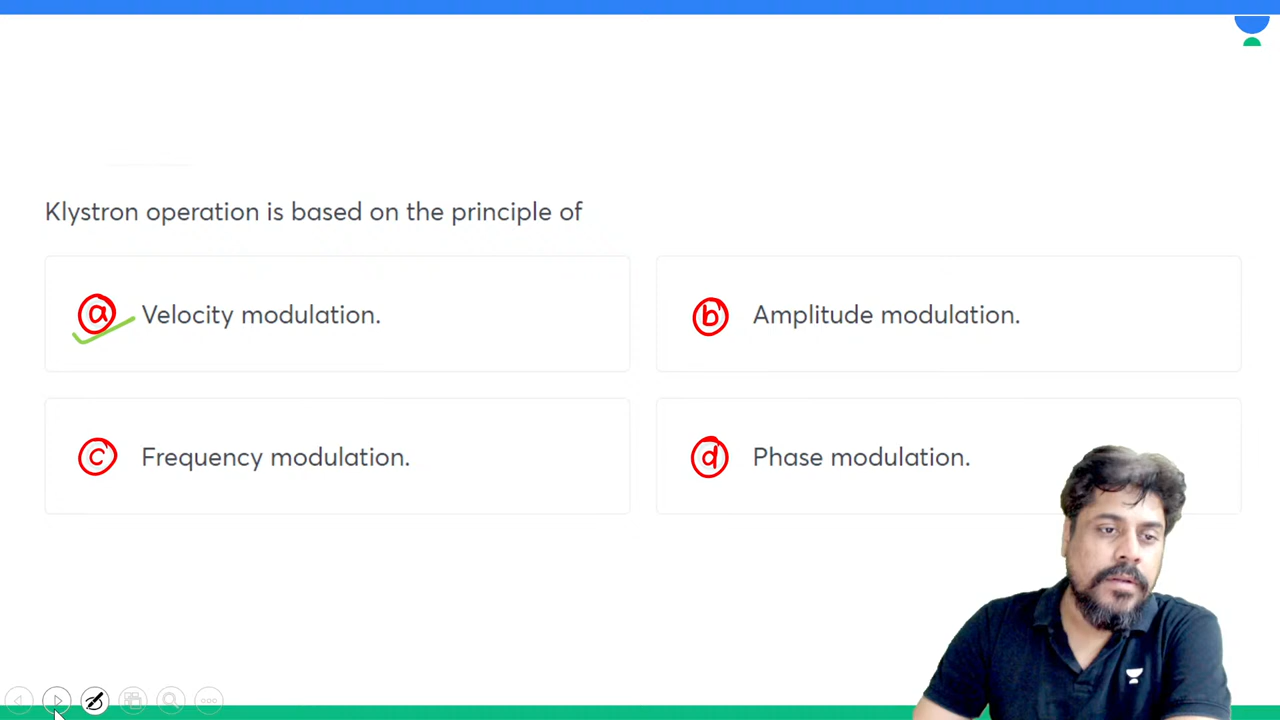 Klystron operation is based on the principle of
a Velocity modulation.
b Amplitude modulation.
c Frequency modulation.
d Phase modulation.